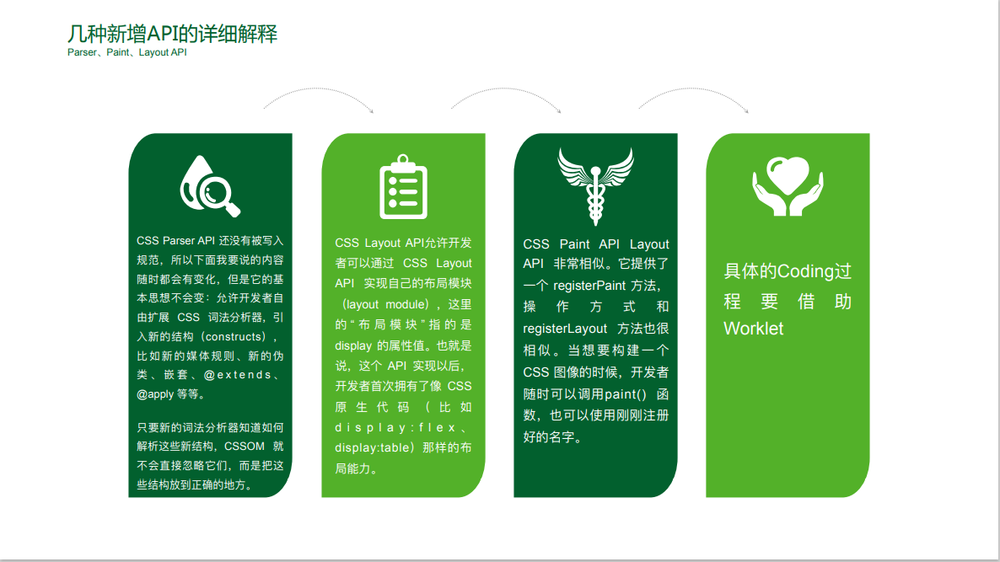 几种新增API的详细解释
Parser、Paint、Layout API
CSS Parser API 还没有被写入
规范，所以下面我要说的内容
随时都会有变化，但是它的基
本思想不会变：允许开发者自
由扩展 CSS 词法分析器，引
入新的结构（constructs），
比如新的媒体规则、新的伪
类、嵌套、@extends、
@apply 等等。
只要新的词法分析器知道如何
解析这些新结构，CSSOM 就
不会直接忽略它们，而是把这
些结构放到正确的地方。
CSS Layout API允许开发
者可以通过 CSS Layout
API 实现自己的布局模块
（layout module），这里
的“布局模块”指的是
display 的属性值。也就是
说，这个 API 实现以后，
开发者首次拥有了像 CSS
原生代码（比如
display:flex、
display:table）那样的布
局能力。
CSS Paint API Layout
API 非常相似。它提供了
一个 registerPaint 方法，
操作方式和
registerLayout 方法也很
相似。当想要构建一个
CSS 图像的时候，开发者
随时可以调用paint() 函
数，也可以使用刚刚注册
好的名字。
具体的Coding过
程要借助
Worklet